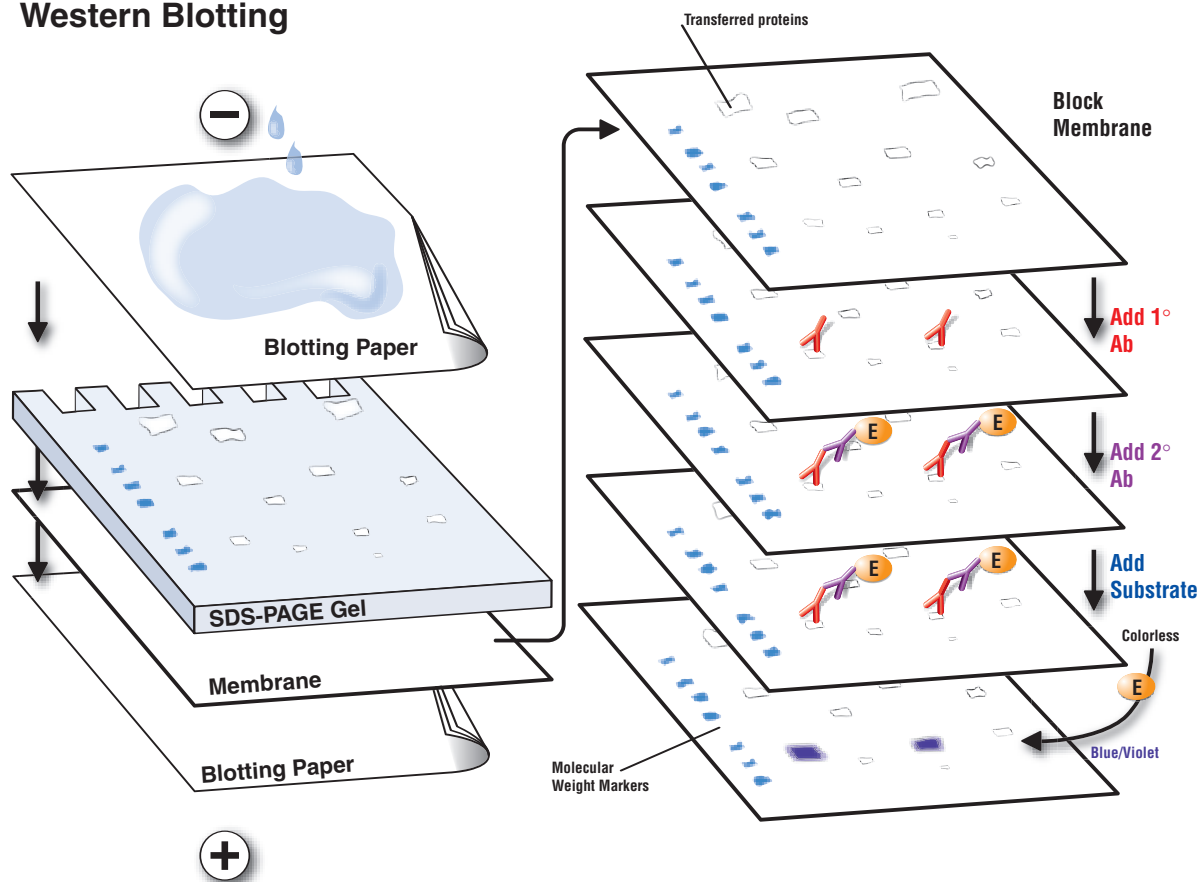 Western Blotting
−
Blotting Paper
SDS-PAGE Gel
Membrane
Blotting Paper
+
Transferred proteins
Block
Membrane
Add 1°
Ab
E
E
Add 2°
Ab
E
E
Add
Substrate
Colorless
E
Blue/Violet
Molecular
Weight Markers